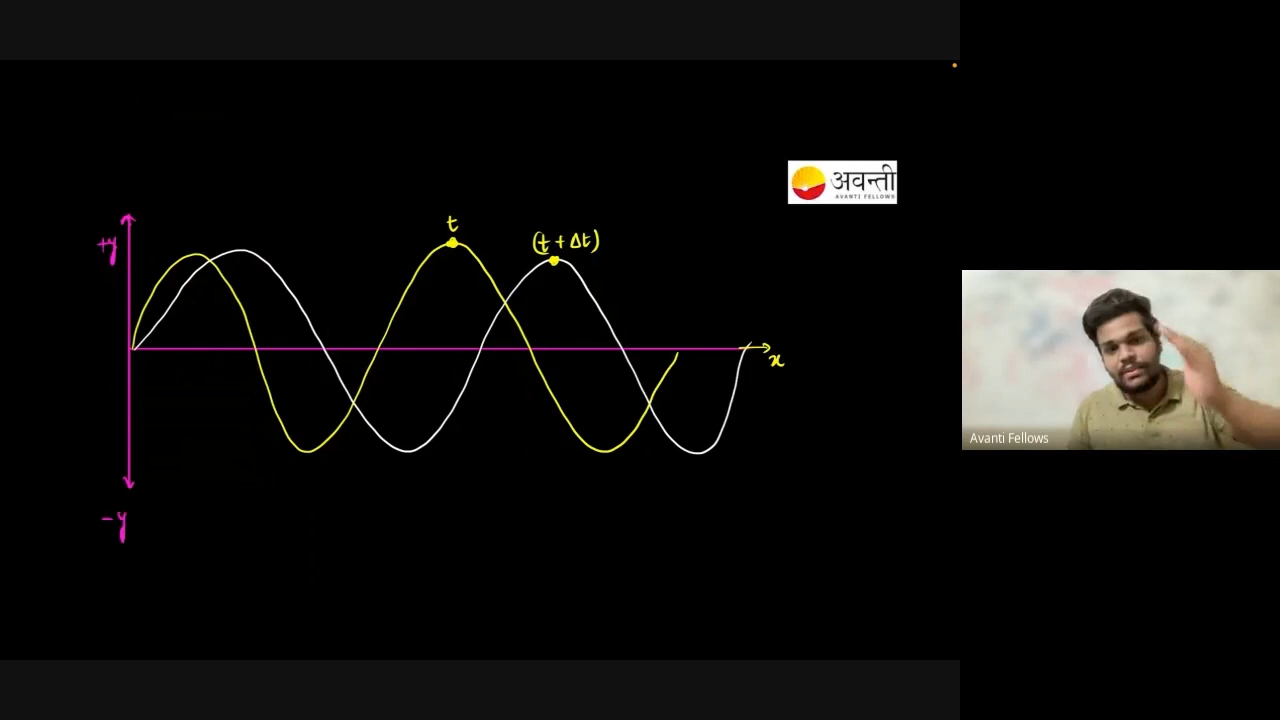 अवन्ती
AVANTI FELLOWS
t
(t + Δt)
+y
x
-y
Avanti Fellows